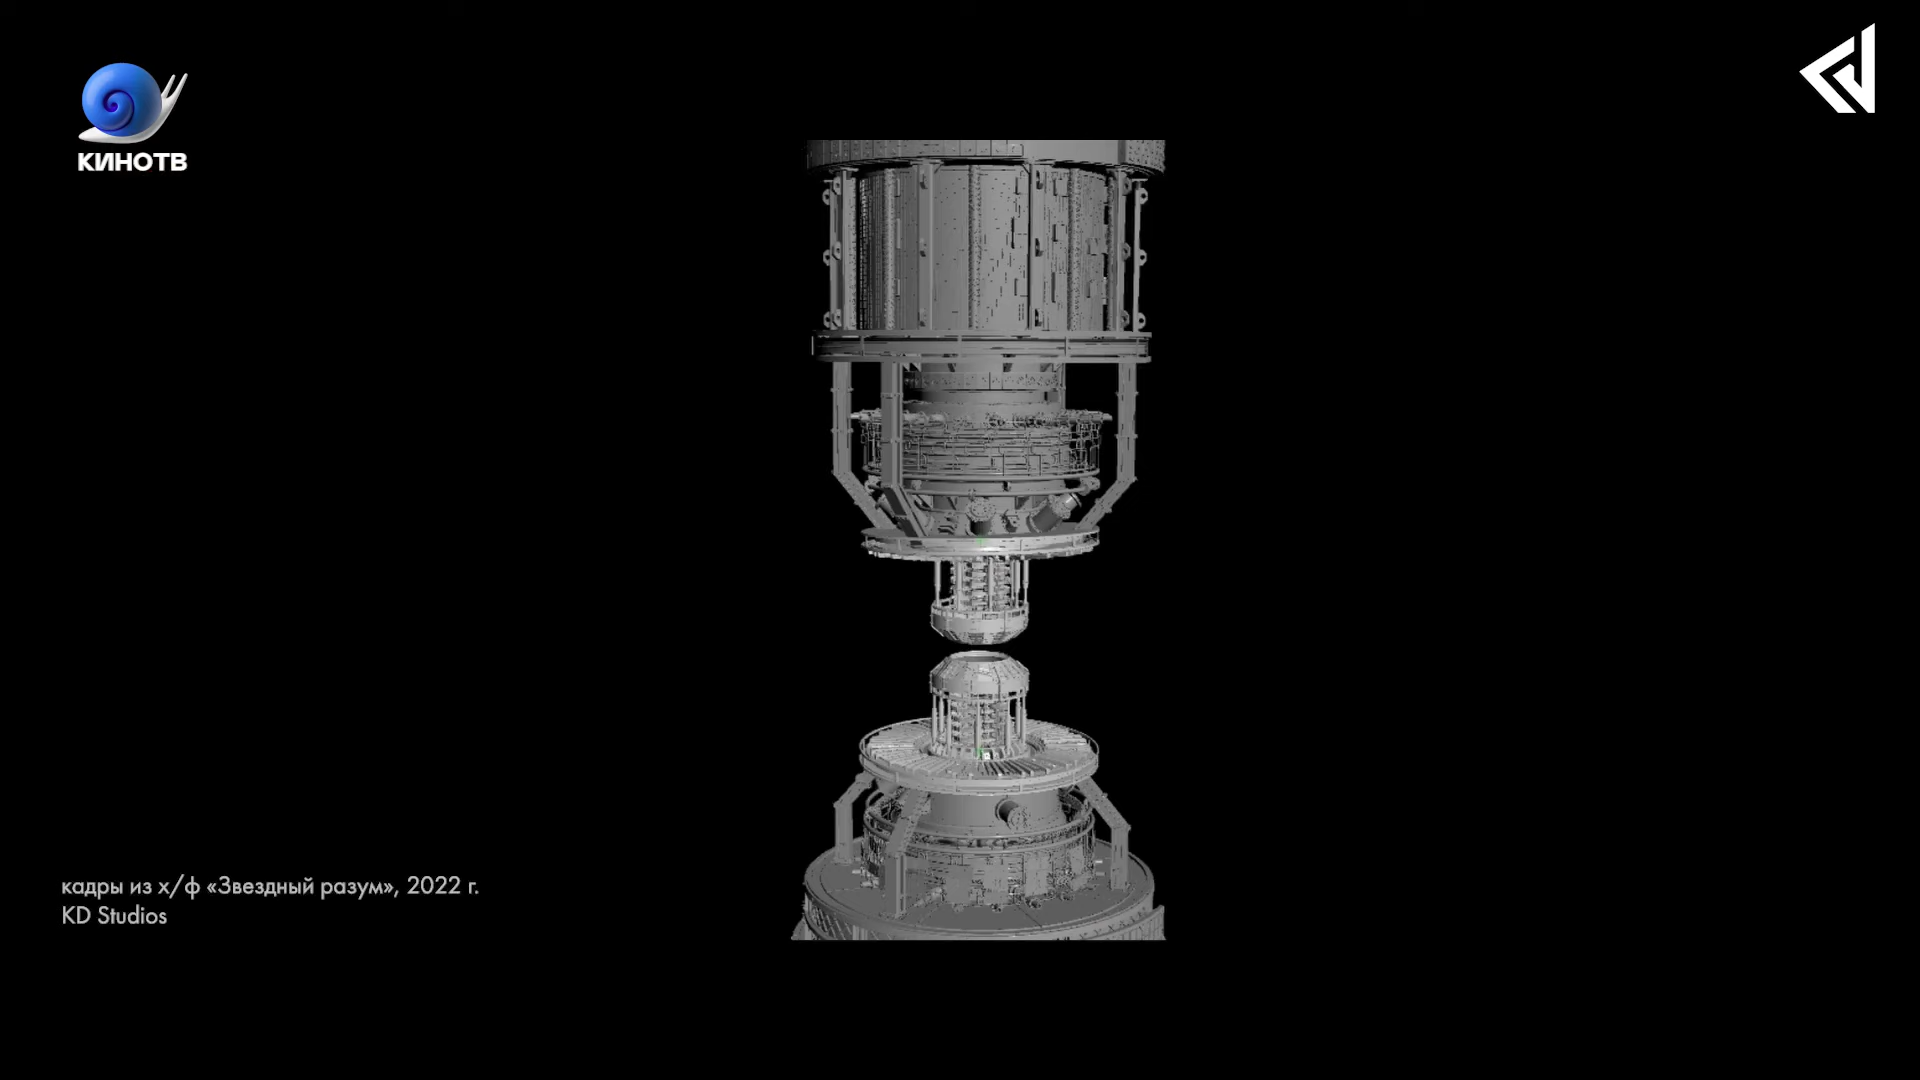 КИНОТВ
кадры из х/ф «Звездный разум», 2022 г.
KD Studios